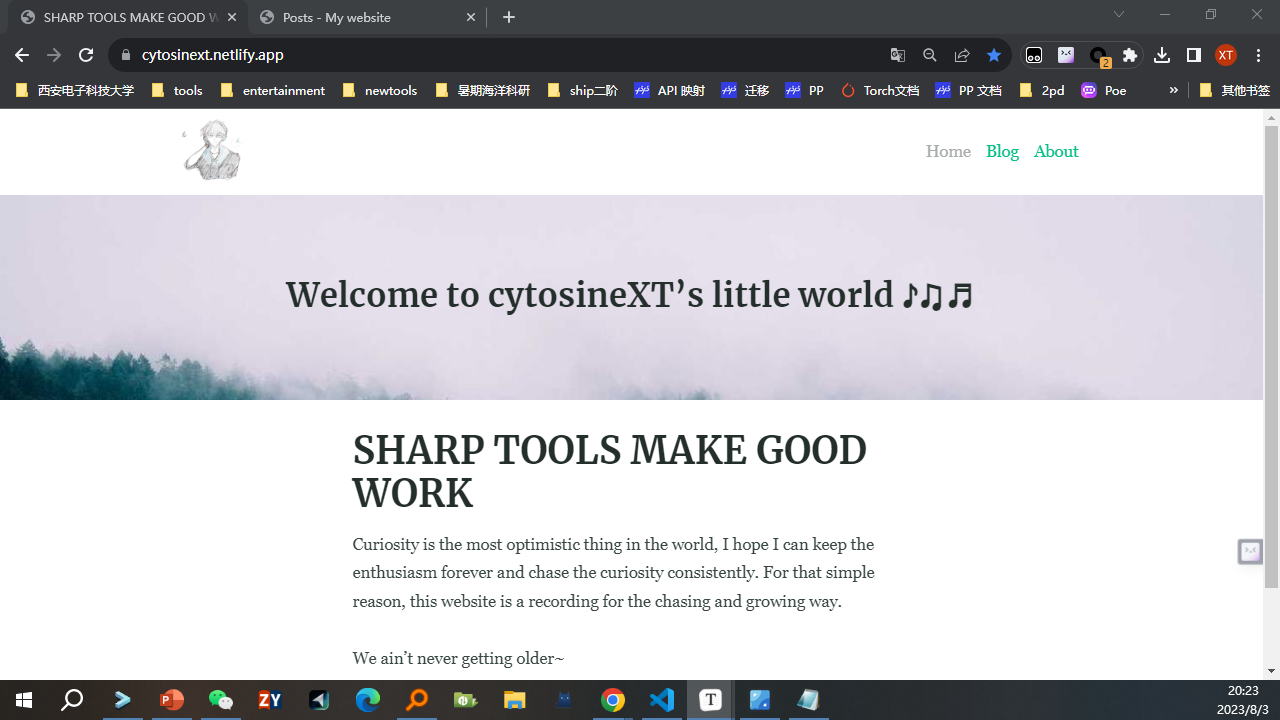 SHARP TOOLS MAKE GOOD W
Posts - My website
cytosinext.netlify.app
2
XT
西安电子科技大学
tools
entertainment
newtools
暑期海洋科研
ship二阶
API 映射
迁移
PP
Torch文档
PP 文档
2pd
Poe
»
其他书签
Home
Blog
About
Welcome to cytosineXT’s little world ♪♫♬
SHARP TOOLS MAKE GOOD
WORK
Curiosity is the most optimistic thing in the world, I hope I can keep the
enthusiasm forever and chase the curiosity consistently. For that simple
reason, this website is a recording for the chasing and growing way.
We ain’t never getting older~
P
ZY
T
20:23
2023/8/3